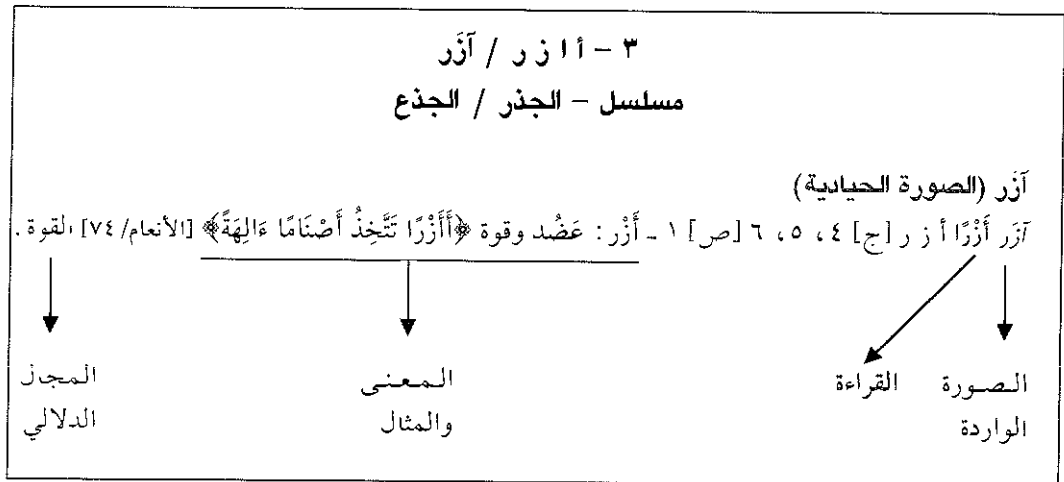 ٣ - أ ا ز ر / آزَر
مسلسل - الجذر / الجذع
آزَر (الصورة الحيادية)
آزَر أَزْرًا أ ز ر [ج] ٤، ٥، ٦ [ص] ١ ـ أَزْر: عَضُد وقوة ﴿أَأَزْرًا تَتَّخِذُ أَصْنَامًا ءَالِهَةً﴾ [الأنعام/٧٤] القوة.
الصورة القراءة المعنى المجال
الواردة والمثال الدلالي